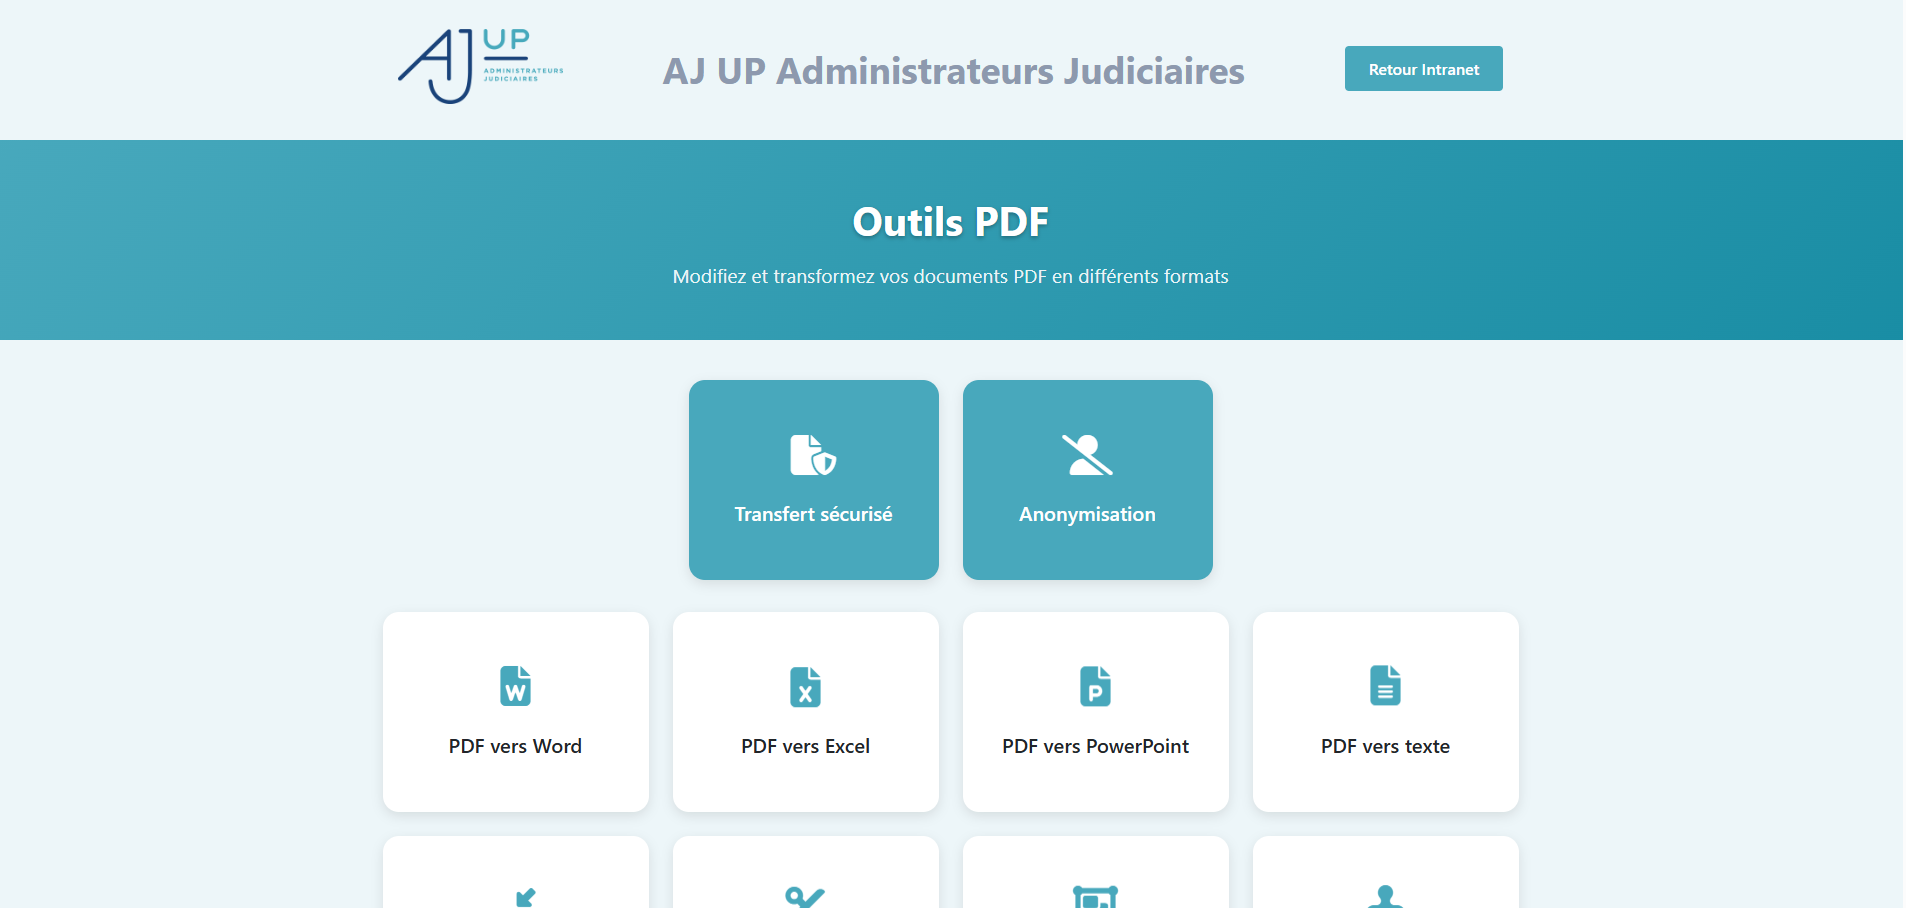 AJ UP
ADMINISTRATEURS
JUDICIAIRES
AJ UP Administrateurs Judiciaires
Retour Intranet
Outils PDF
Modifiez et transformez vos documents PDF en différents formats
Transfert sécurisé
Anonymisation
W
X
P
PDF vers Word
PDF vers Excel
PDF vers PowerPoint
PDF vers texte